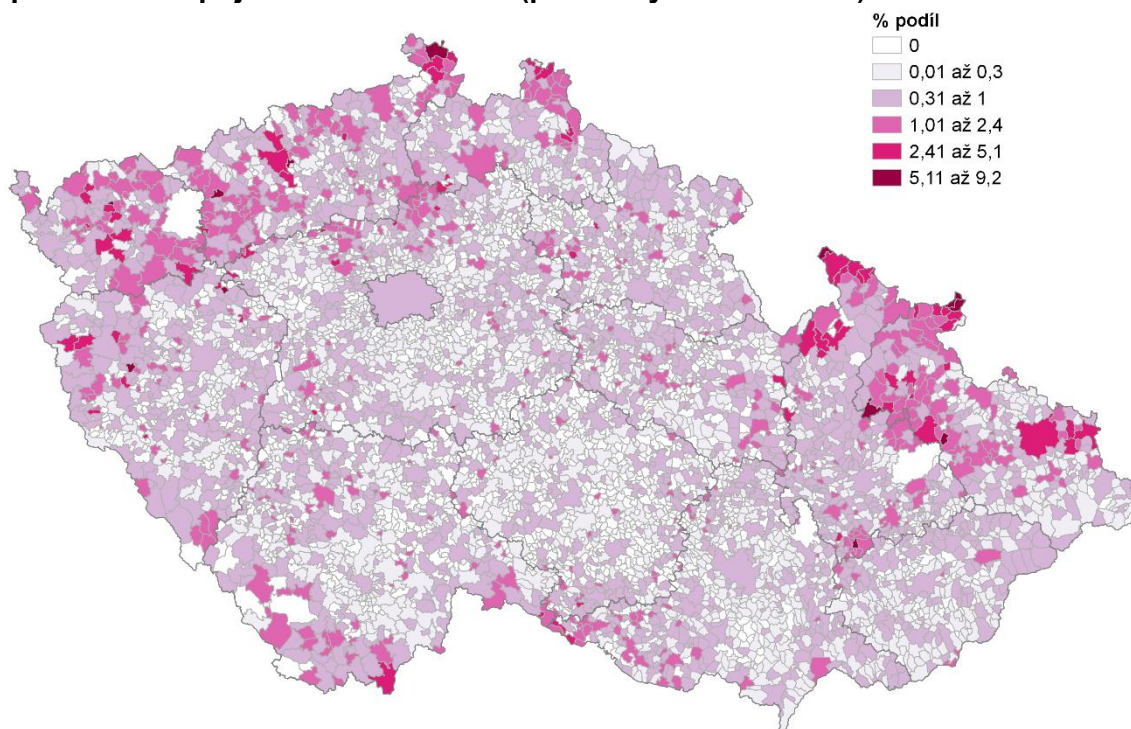 % podíl
0
0,01 až 0,3
0,31 až 1
1,01 až 2,4
2,41 až 5,1
5,11 až 9,2